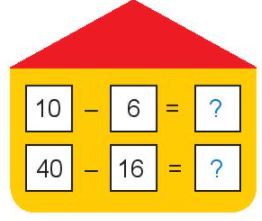 10 – 6 = ?
40 – 16 = ?